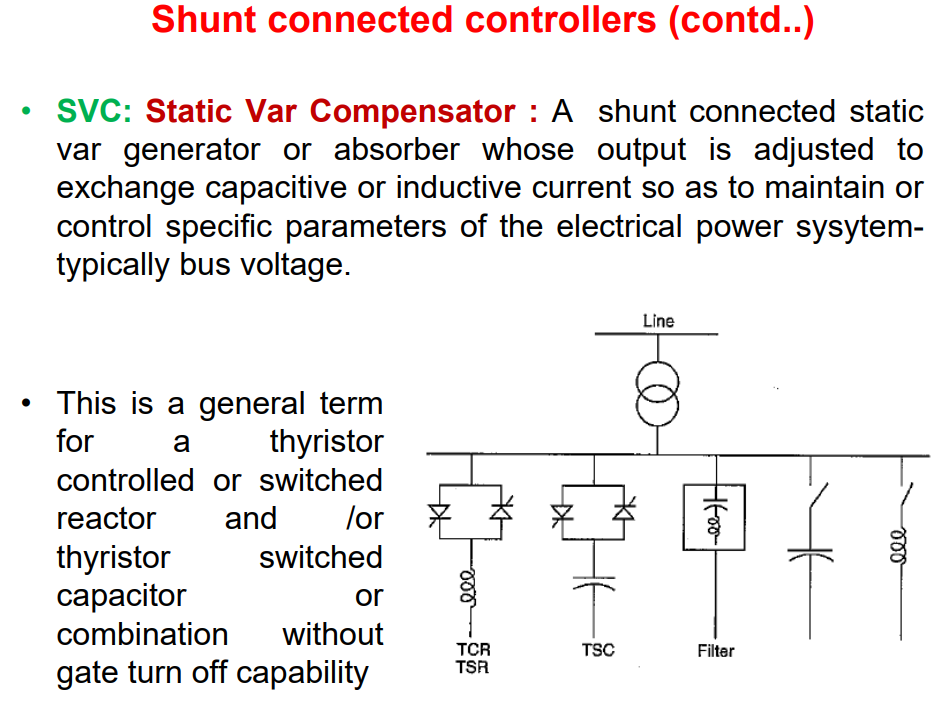 Shunt connected controllers (contd..)
• SVC: Static Var Compensator : A shunt connected static
var generator or absorber whose output is adjusted to
exchange capacitive or inductive current so as to maintain or
control specific parameters of the electrical power sysytem-
typically bus voltage.
• This is a general term
for a thyristor
controlled or switched
reactor and /or
thyristor switched
capacitor or
combination without
gate turn off capability
Line
TCR
TSR
TSC
Filter